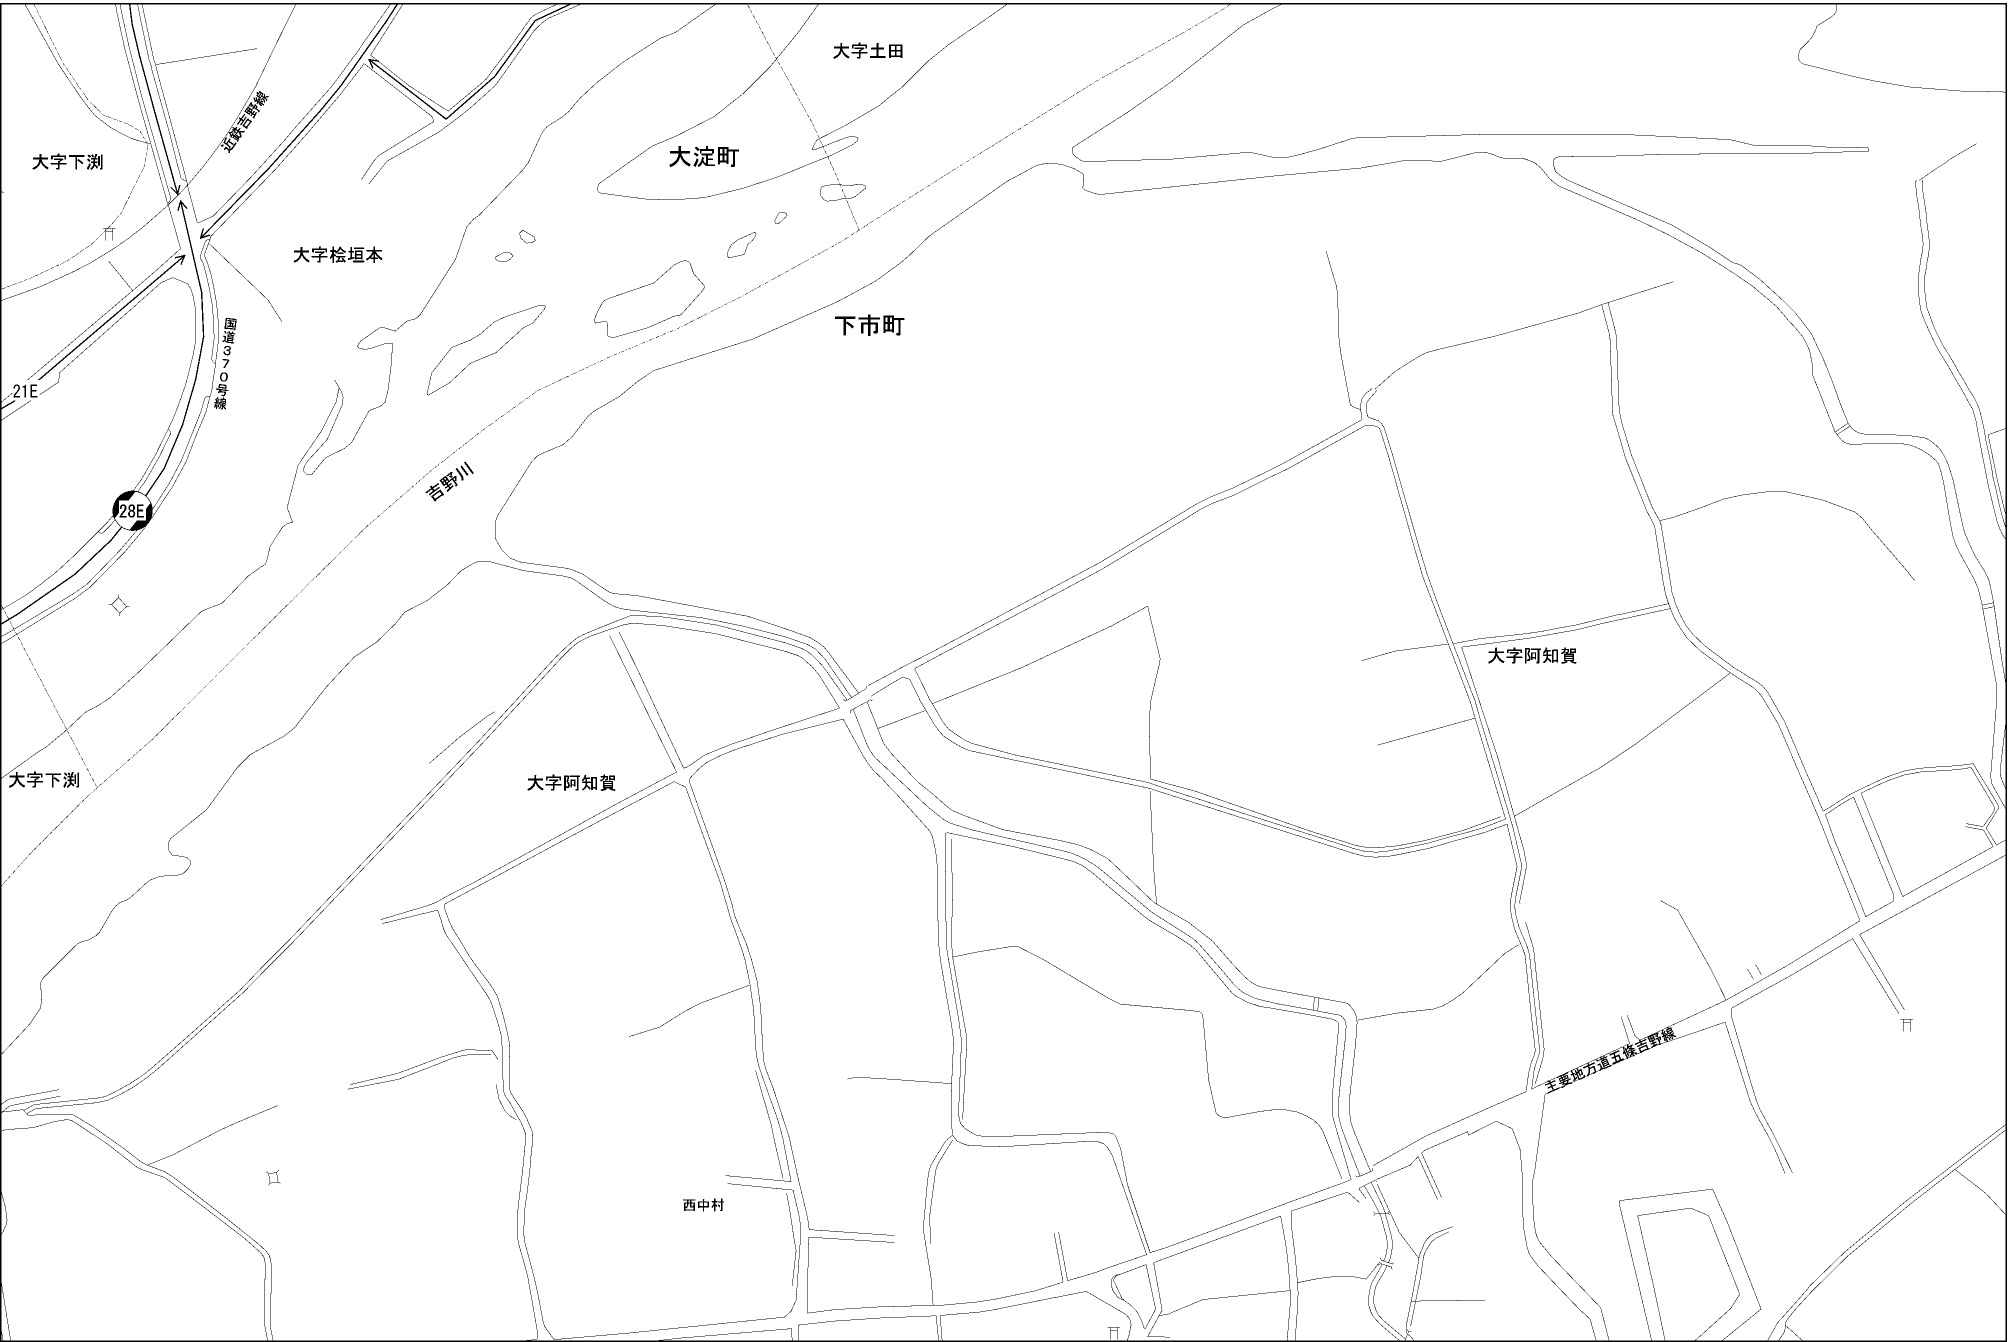 大字土田
近鉄吉野線
大字下渕
大淀町
大字桧垣本
国道370号線
下市町
21E
吉野川
28E
大字阿知賀
大字下渕
大字阿知賀
主要地方道五條吉野線
西中村